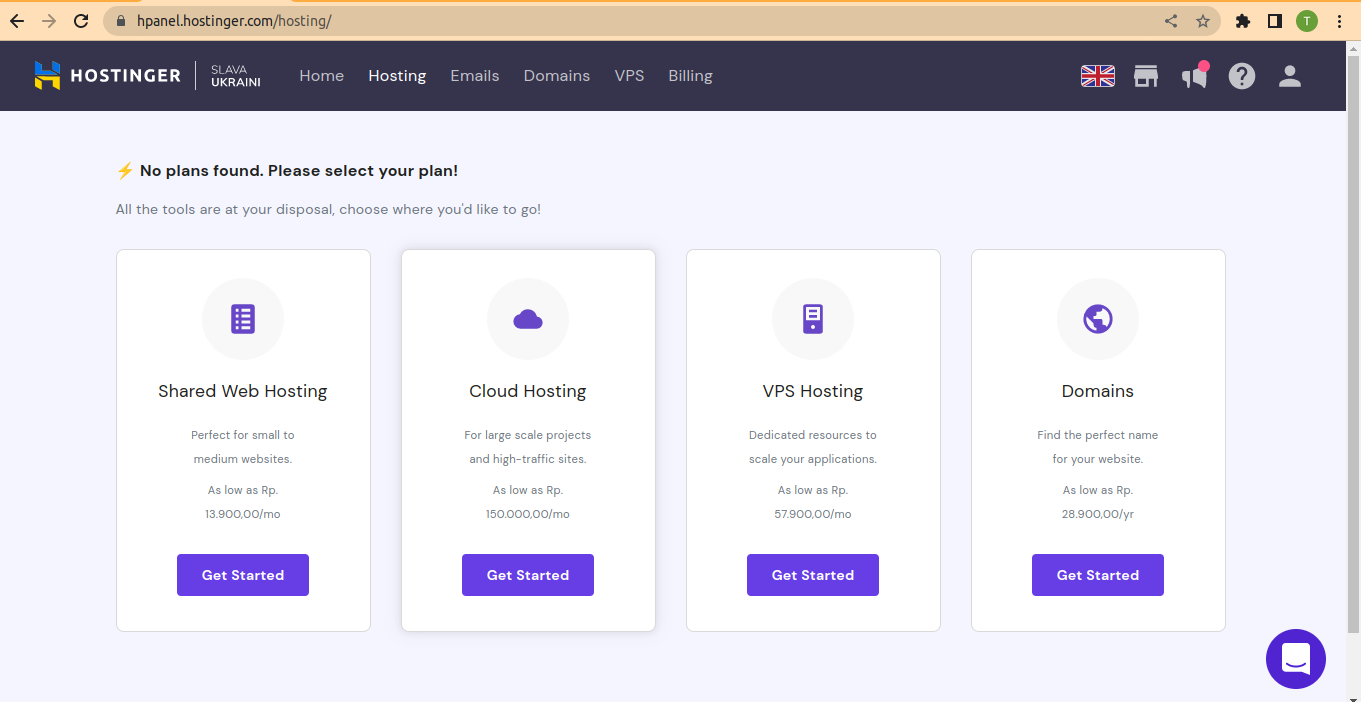 hpanel.hostinger.com/hosting/
T
HOSTINGER
SLAVA
UKRAINI
Home Hosting Emails Domains VPS Billing
?
⚡ No plans found. Please select your plan!
All the tools are at your disposal, choose where you'd like to go!
Shared Web Hosting
Perfect for small to
medium websites.
As low as Rp.
13.900,00/mo
Get Started
Cloud Hosting
For large scale projects
and high-traffic sites.
As low as Rp.
150.000,00/mo
Get Started
VPS Hosting
Dedicated resources to
scale your applications.
As low as Rp.
57.900,00/mo
Get Started
Domains
Find the perfect name
for your website.
As low as Rp.
28.900,00/yr
Get Started